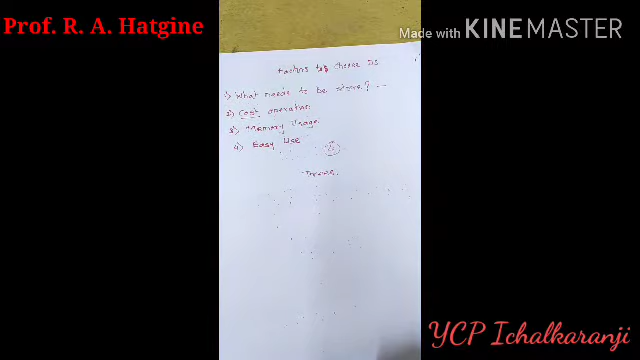 Prof. R. A. Hatgine
Made with KINEMASTER
Factors to choose DS
1) What needs to be store? --
2) Cost operation
3) Memory Usage
4) Easy Use
YCP Ichalkaranji